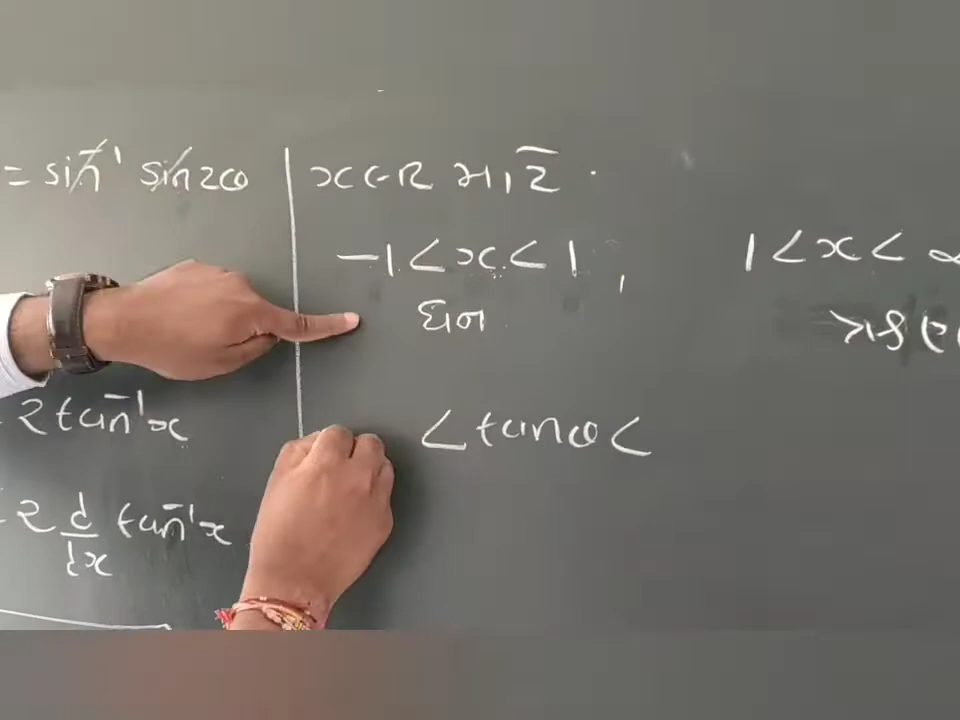 = sin⁻¹ sin2θ
2tan⁻¹x
2 d/dx tan⁻¹x
x∈R
-1<x<1,
ધન
<tanθ<
1<x<